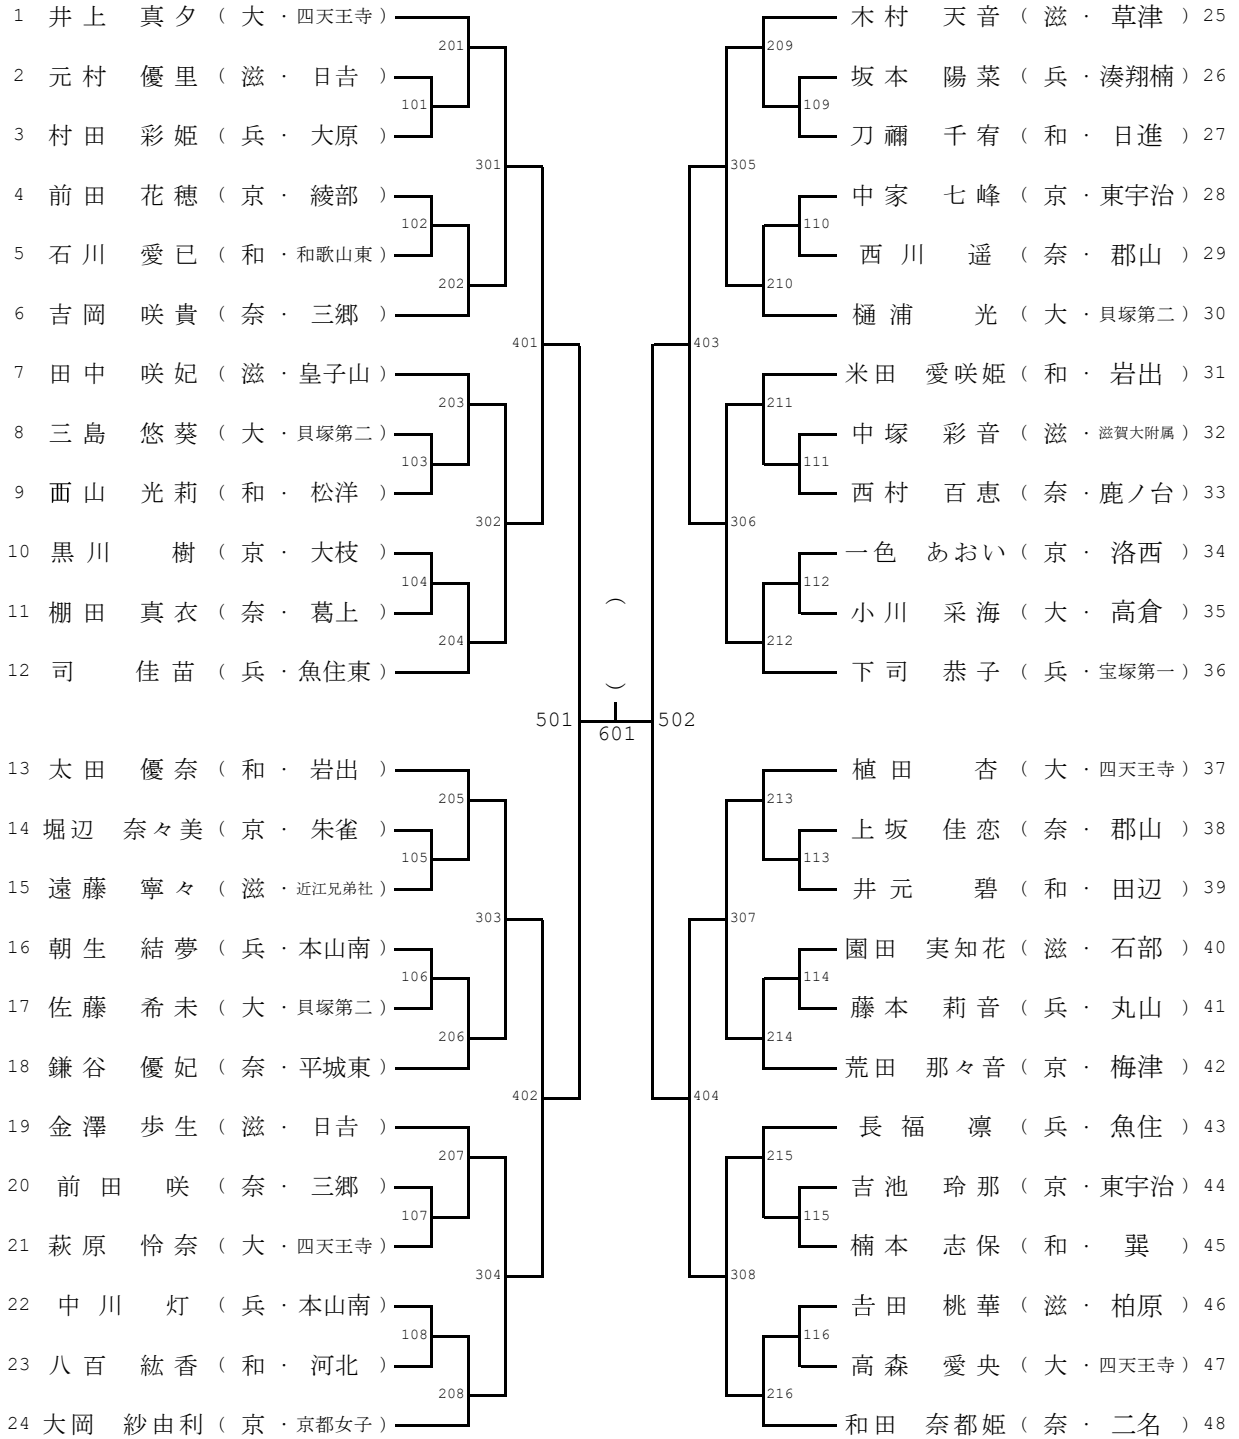 1 井上 真夕 ( 大 ・ 四天王寺 )
201
2 元村 優里 ( 滋 ・ 日𠮷 )
101
3 村田 彩姫 ( 兵 ・ 大原 )
301
4 前田 花穂 ( 京 ・ 綾部 )
102
5 石川 愛已 ( 和 ・ 和歌山東 )
202
6 吉岡 咲貴 ( 奈 ・ 三郷 )
401
7 田中 咲妃 ( 滋 ・ 皇子山 )
203
8 三島 悠葵 ( 大 ・ 貝塚第二 )
103
9 面山 光莉 ( 和 ・ 松洋 )
302
10 黒川 樹 ( 京 ・ 大枝 )
104
11 棚田 真衣 ( 奈 ・ 葛上 )
204
12 司 佳苗 ( 兵 ・ 魚住東 )
13 太田 優奈 ( 和 ・ 岩出 )
205
14 堀辺 奈々美 ( 京 ・ 朱雀 )
105
15 遠藤 寧々 ( 滋 ・ 近江兄弟社 )
303
16 朝生 結夢 ( 兵 ・ 本山南 )
106
17 佐藤 希未 ( 大 ・ 貝塚第二 )
206
18 鎌谷 優妃 ( 奈 ・ 平城東 )
402
19 金澤 歩生 ( 滋 ・ 日𠮷 )
207
20 前田 咲 ( 奈 ・ 三郷 )
107
21 萩原 怜奈 ( 大 ・ 四天王寺 )
304
22 中川 灯 ( 兵 ・ 本山南 )
108
23 八百 紘香 ( 和 ・ 河北 )
208
24 大岡 紗由利 ( 京 ・ 京都女子 )
( )
501 502
601
木村 天音 ( 滋 ・ 草津 ) 25
209
坂本 陽菜 ( 兵 ・ 湊翔楠 ) 26
109
刀禰 千宥 ( 和 ・ 日進 ) 27
305
中家 七峰 ( 京 ・ 東宇治 ) 28
110
西川 遥 ( 奈 ・ 郡山 ) 29
210
樋浦 光 ( 大 ・ 貝塚第二 ) 30
403
米田 愛咲姫 ( 和 ・ 岩出 ) 31
211
中塚 彩音 ( 滋 ・ 滋賀大附属 ) 32
111
西村 百恵 ( 奈 ・ 鹿ノ台 ) 33
306
一色 あおい ( 京 ・ 洛西 ) 34
112
小川 采海 ( 大 ・ 高倉 ) 35
212
下司 恭子 ( 兵 ・ 宝塚第一 ) 36
植田 杏 ( 大 ・ 四天王寺 ) 37
213
上坂 佳恋 ( 奈 ・ 郡山 ) 38
113
井元 碧 ( 和 ・ 田辺 ) 39
307
園田 実知花 ( 滋 ・ 石部 ) 40
114
藤本 莉音 ( 兵 ・ 丸山 ) 41
214
荒田 那々音 ( 京 ・ 梅津 ) 42
404
長福 凛 ( 兵 ・ 魚住 ) 43
215
吉池 玲那 ( 京 ・ 東宇治 ) 44
115
楠本 志保 ( 和 ・ 巽 ) 45
308
𠮷田 桃華 ( 滋 ・ 柏原 ) 46
116
高森 愛央 ( 大 ・ 四天王寺 ) 47
216
和田 奈都姫 ( 奈 ・ 二名 ) 48